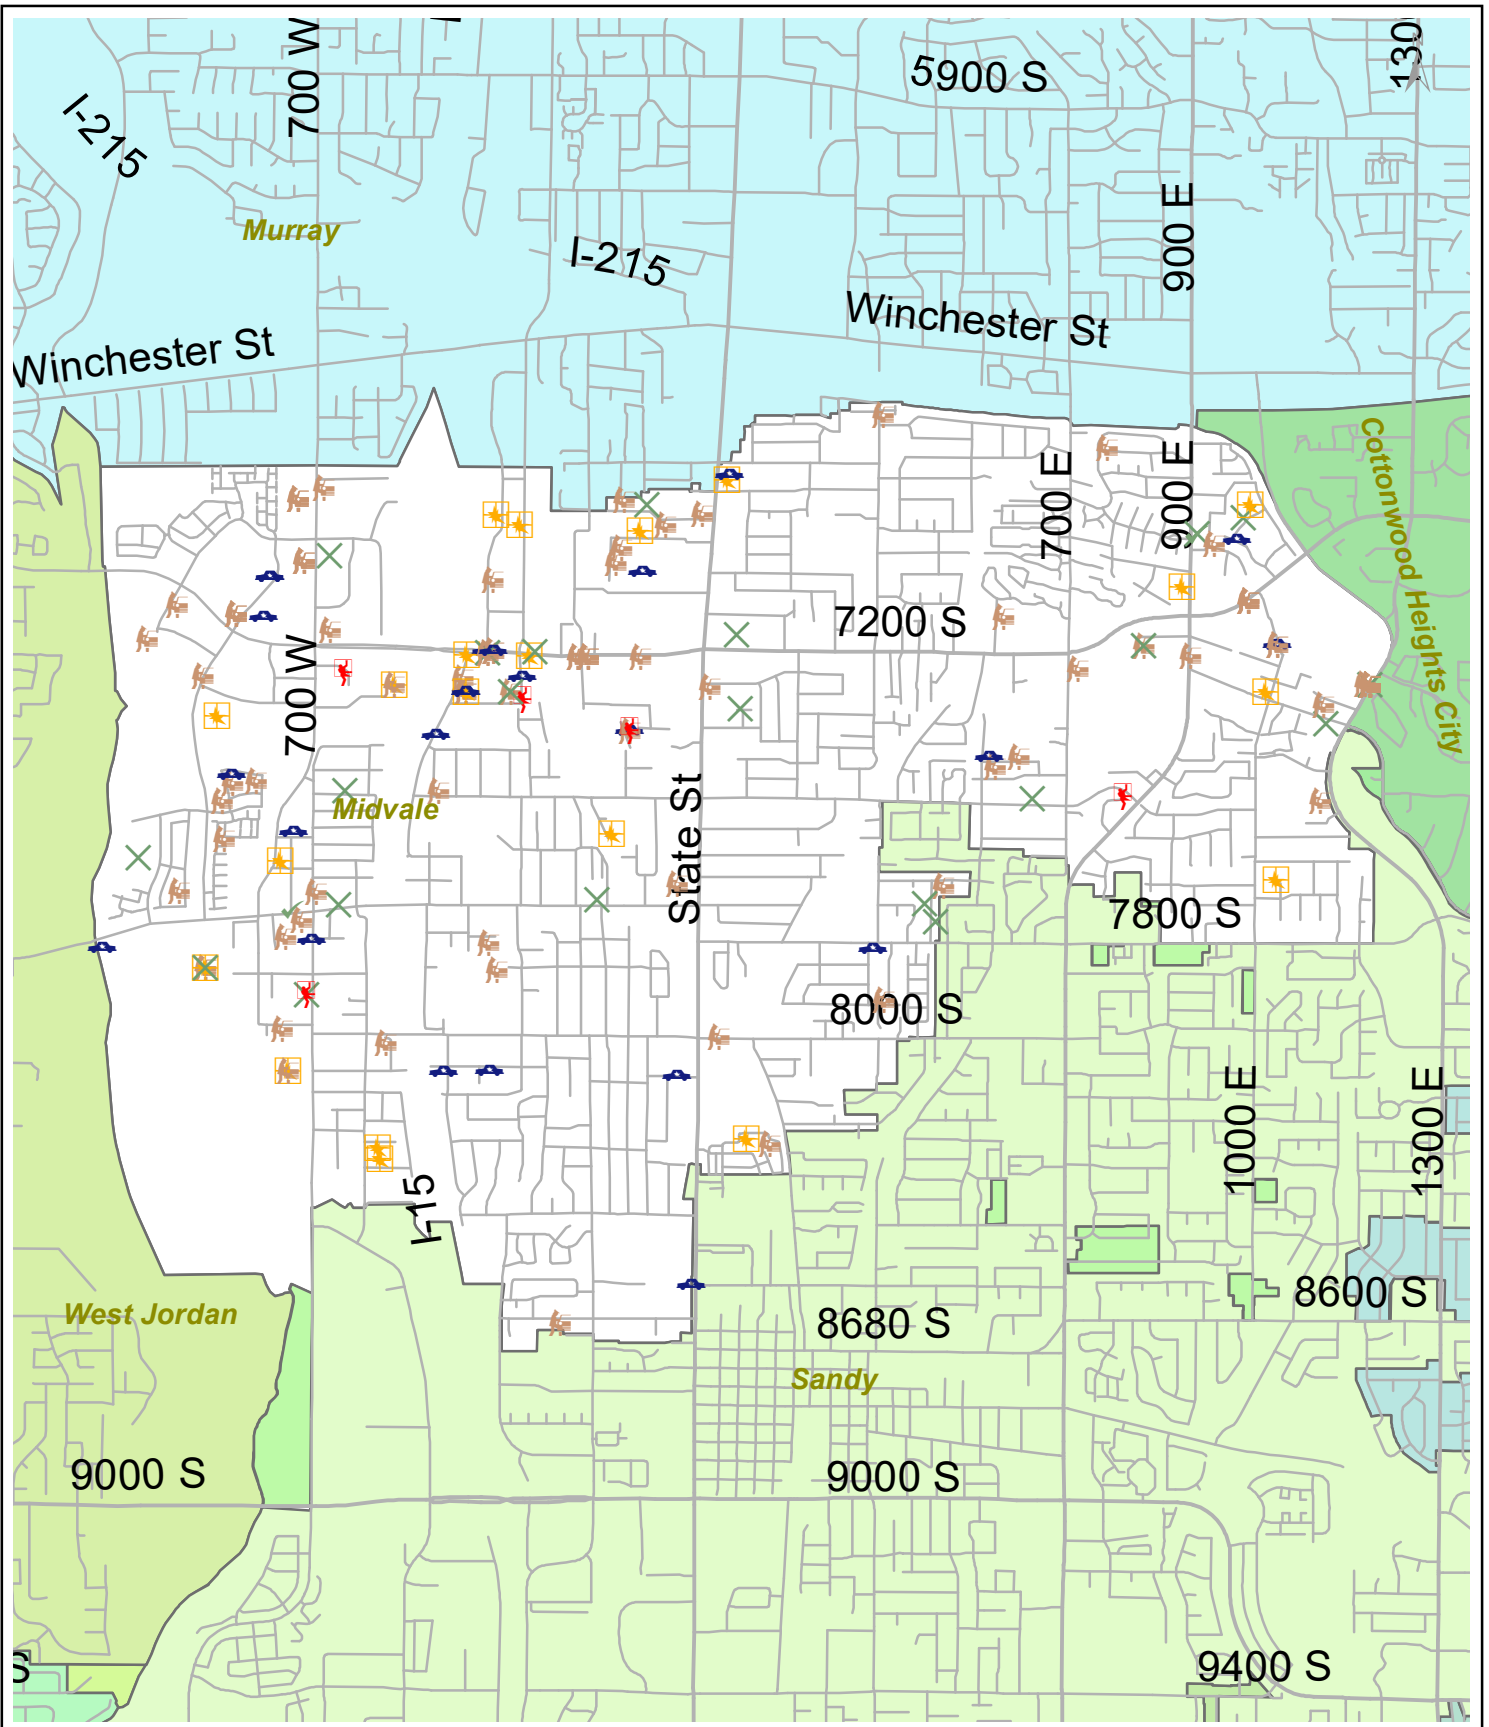 700 W
5900 S
130
I-215
900 E
Murray
I-215
Winchester St
Winchester St
Cottonwood Heights City
700 E
900 E
7200 S
700 W
Midvale
State St
7800 S
8000 S
1000 E
1300 E
I-15
8600 S
West Jordan
8680 S
Sandy
9000 S
9000 S
S
9400 S